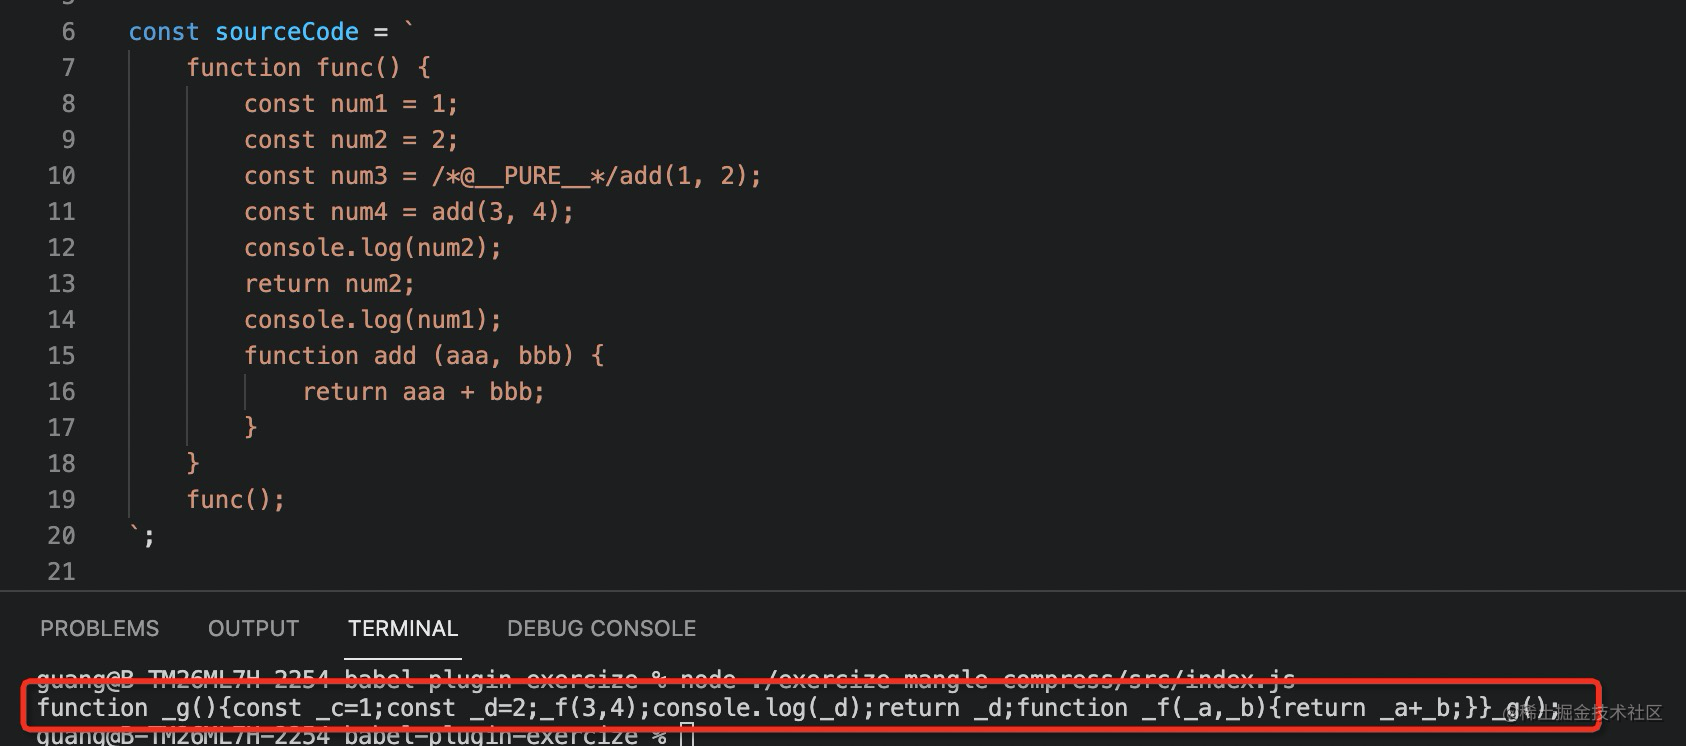 6 const sourceCode = `
7 function func() {
8 const num1 = 1;
9 const num2 = 2;
10 const num3 = /*@__PURE__*/add(1, 2);
11 const num4 = add(3, 4);
12 console.log(num2);
13 return num2;
14 console.log(num1);
15 function add (aaa, bbb) {
16 return aaa + bbb;
17 }
18 }
19 func();
20 `;
21
PROBLEMS OUTPUT TERMINAL DEBUG CONSOLE
guang@B-TM26ML7H-2254 babel-plugin-exercize % node ./exercize-mangle-compress/src/index.js
function _g(){const _c=1;const _d=2;_f(3,4);console.log(_d);return _d;function _f(_a,_b){return _a+_b;}}_g();
@稀土掘金技术社区
guang@B-TM26ML7H-2254 babel-plugin-exercize %